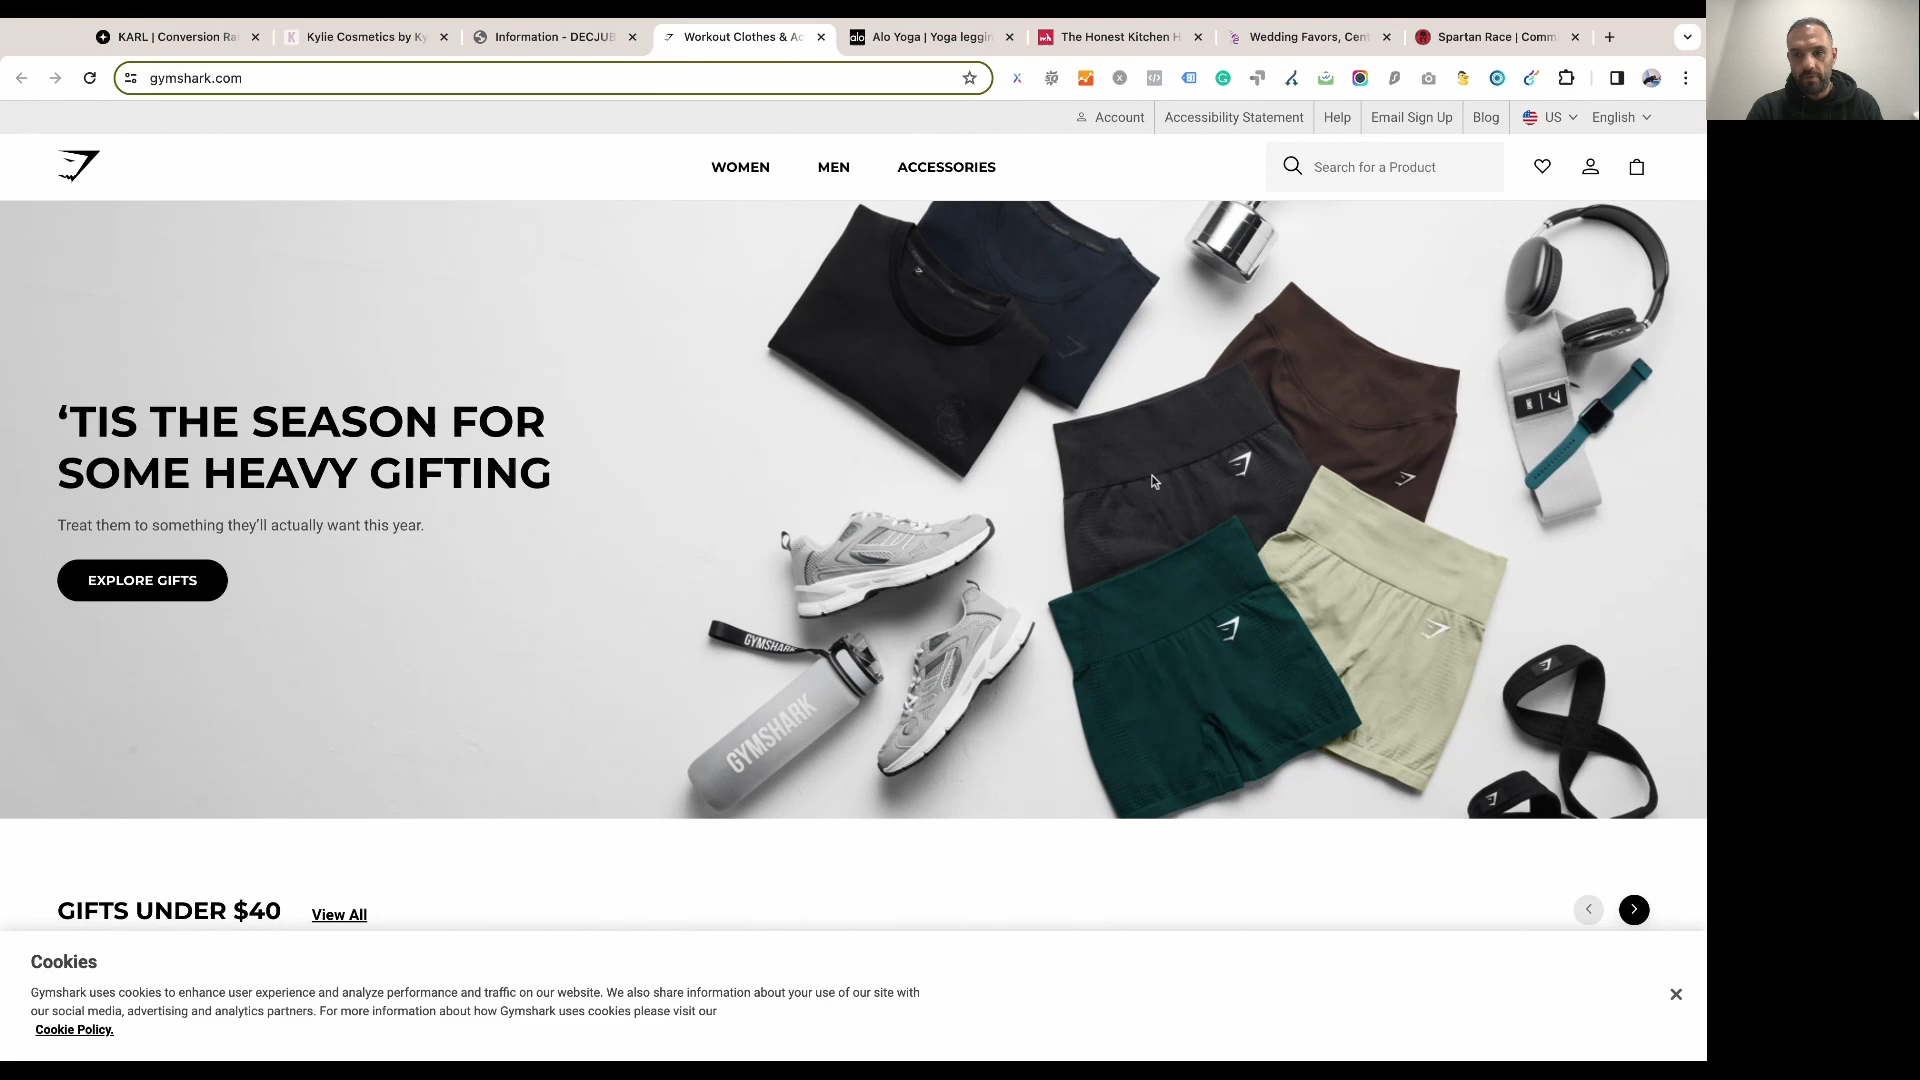 KARL | Conversion Ra
Kylie Cosmetics by Ky
Information - DECJUB
Workout Clothes & Ac
alo
Alo Yoga | Yoga leggin
The Honest Kitchen H
Wedding Favors, Cent
Spartan Race | Comm
gymshark.com
Account
Accessibility Statement
Help
Email Sign Up
Blog
US
English
WOMEN
MEN
ACCESSORIES
Search for a Product
‘TIS THE SEASON FOR
SOME HEAVY GIFTING
Treat them to something they’ll actually want this year.
EXPLORE GIFTS
GYMSHARK
GYMSHARK
GIFTS UNDER $40
View All
Cookies
Gymshark uses cookies to enhance user experience and analyze performance and traffic on our website. We also share information about your use of our site with
our social media, advertising and analytics partners. For more information about how Gymshark uses cookies please visit our
Cookie Policy.